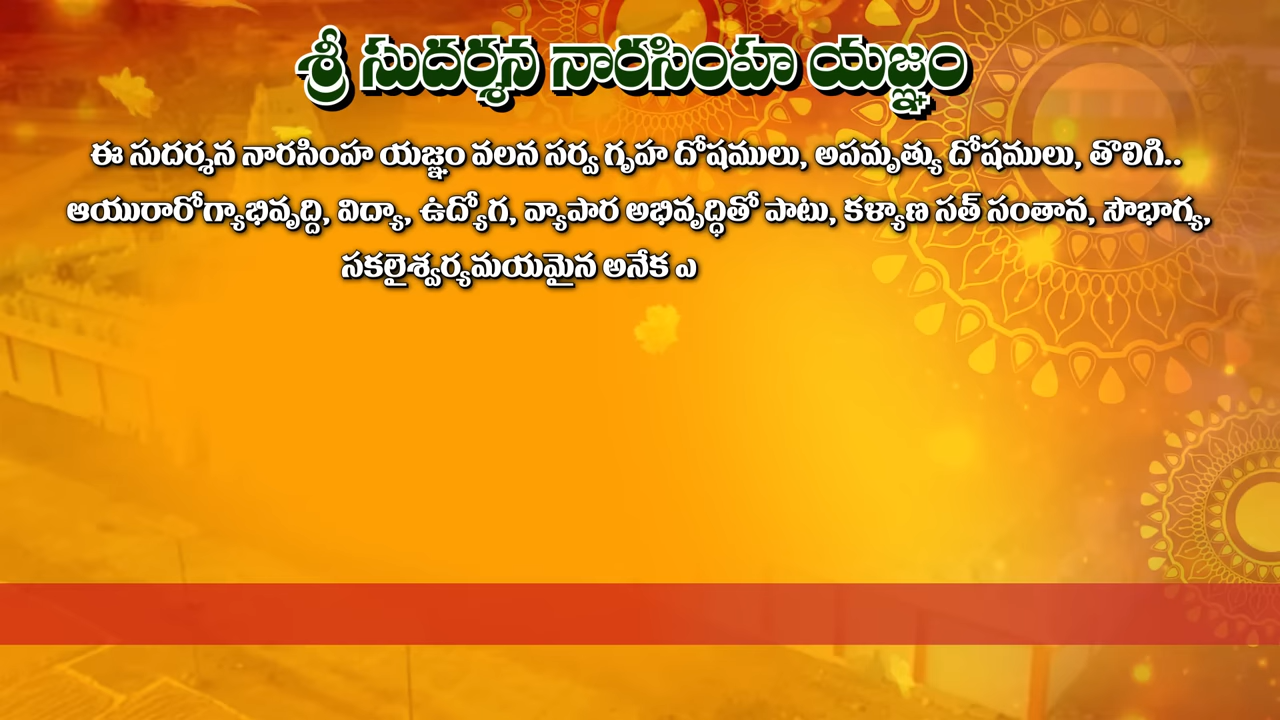 శ్రీ సుదర్శన నారసింహ యజ్ఞం
ఈ సుదర్శన నారసింహ యజ్ఞం వలన సర్వ గృహ దోషములు, అపమృత్యు దోషములు, తొలిగి..
ఆయురారోగ్యాభివృద్ది, విద్యా, ఉద్యోగ, వ్యాపార అభివృద్ధితో పాటు, కళ్యాణ సత్ సంతాన, సౌభాగ్య,
సకలైశ్వర్యమయమైన అనేక ఎ